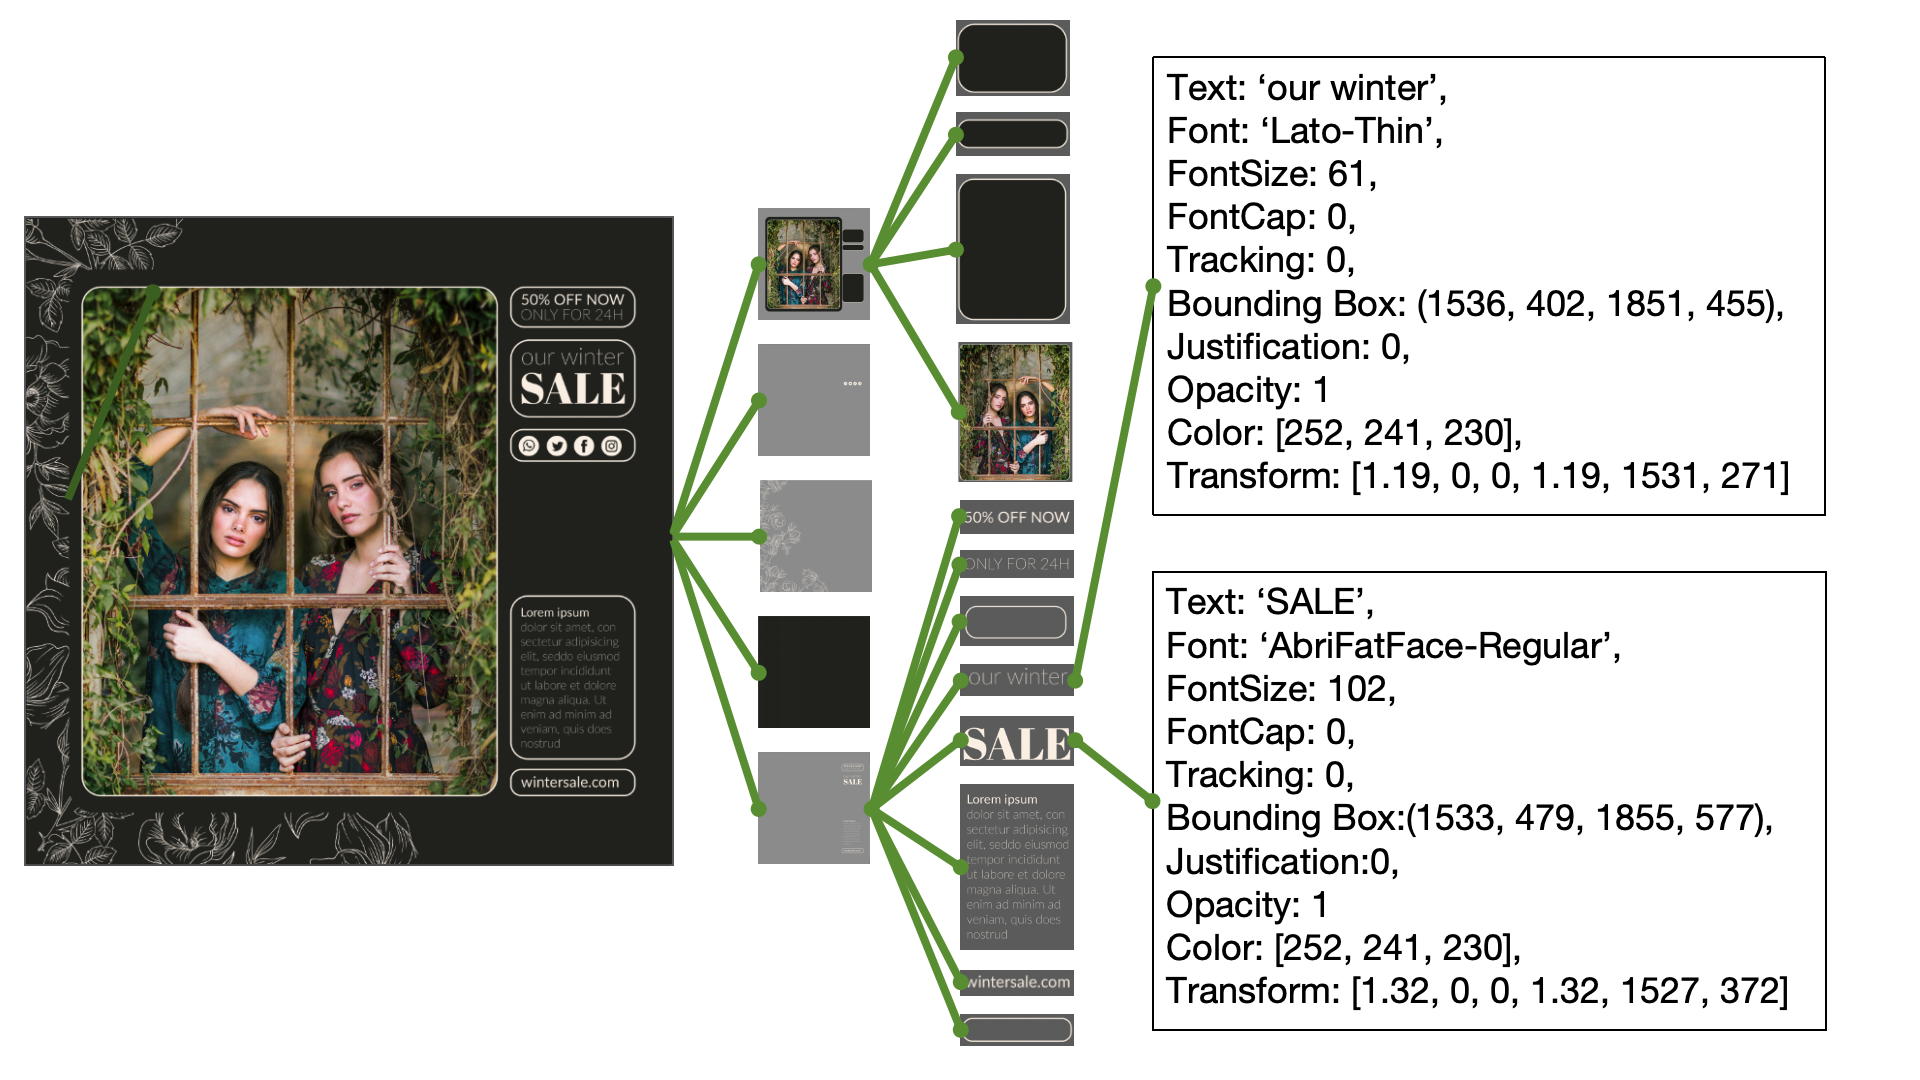 50% OFF NOW
ONLY FOR 24H
our winter
SALE
Lorem ipsum
dolor sit amet, con
sectetur adipisicing
elit, seddo eiusmod
tempor incididunt
ut labore et dolore
magna aliqua. Ut
enim ad minim ad
veniam, quis does
nostrud
wintersale.com
SALE
50% OFF NOW
ONLY FOR 24H
our winter
SALE
Lorem ipsum
dolor sit amet, con
sectetur adipisicing
elit, seddo eiusmod
tempor incididunt
ut labore et dolore
magna aliqua. Ut
enim ad minim ad
veniam, quis does
nostrud
wintersale.com
Text: ‘our winter’,
Font: ‘Lato-Thin’,
FontSize: 61,
FontCap: 0,
Tracking: 0,
Bounding Box: (1536, 402, 1851, 455),
Justification: 0,
Opacity: 1
Color: [252, 241, 230],
Transform: [1.19, 0, 0, 1.19, 1531, 271]
Text: ‘SALE’,
Font: ‘AbriFatFace-Regular’,
FontSize: 102,
FontCap: 0,
Tracking: 0,
Bounding Box:(1533, 479, 1855, 577),
Justification:0,
Opacity: 1
Color: [252, 241, 230],
Transform: [1.32, 0, 0, 1.32, 1527, 372]